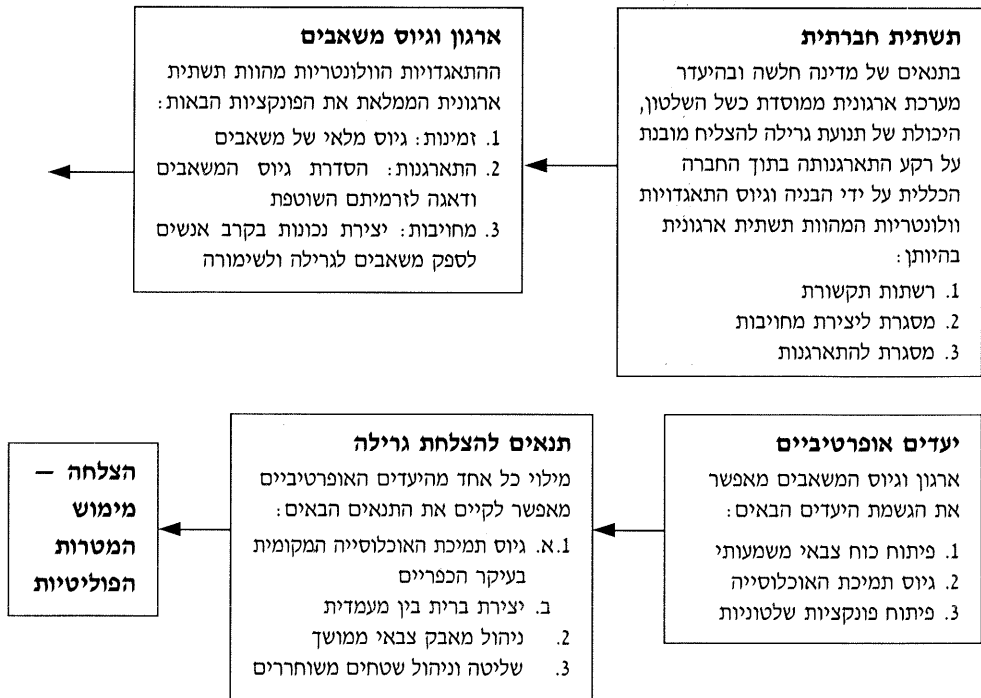 תשתית חברתית
בתנאים של מדינה חלשה ובהיעדר
מערכת ארגונית ממוסדת כשל השלטון,
היכולת של תנועת גרילה להצליח מובנת
על רקע התארגנותה בתוך החברה
הכללית על ידי הבניה וגיוס התאגדויות
וולונטריות המהוות תשתית ארגונית
בהיותן:
1. רשתות תקשורת
2. מסגרת ליצירת מחויבות
3. מסגרת להתארגנות
ארגון וגיוס משאבים
ההתאגדויות הוולונטריות מהוות תשתית
ארגונית הממלאת את הפונקציות הבאות:
1. זמינות: גיוס מלאי של משאבים
2. התארגנות: הסדרת גיוס המשאבים
ודאגה לזרמיתם השוטפת
3. מחויבות: יצירת נכונות בקרב אנשים
לספק משאבים לגרילה ולשימורה
יעדים אופרטיביים
ארגון וגיוס המשאבים מאפשר
את הגשמת היעדים הבאים:
1. פיתוח כוח צבאי משמעותי
2. גיוס תמיכת האוכלוסייה
3. פיתוח פונקציות שלטוניות
תנאים להצלחת גרילה
מילוי כל אחד מהיעדים האופרטיביים
מאפשר לקיים את התנאים הבאים:
1.א. גיוס תמיכת האוכלוסייה המקומית
בעיקר הכפריים
ב. יצירת ברית בין מעמדית
2. ניהול מאבק צבאי ממושך
3. שליטה וניהול שטחים משוחררים
הצלחה –
מימוש
המטרות
הפוליטיות